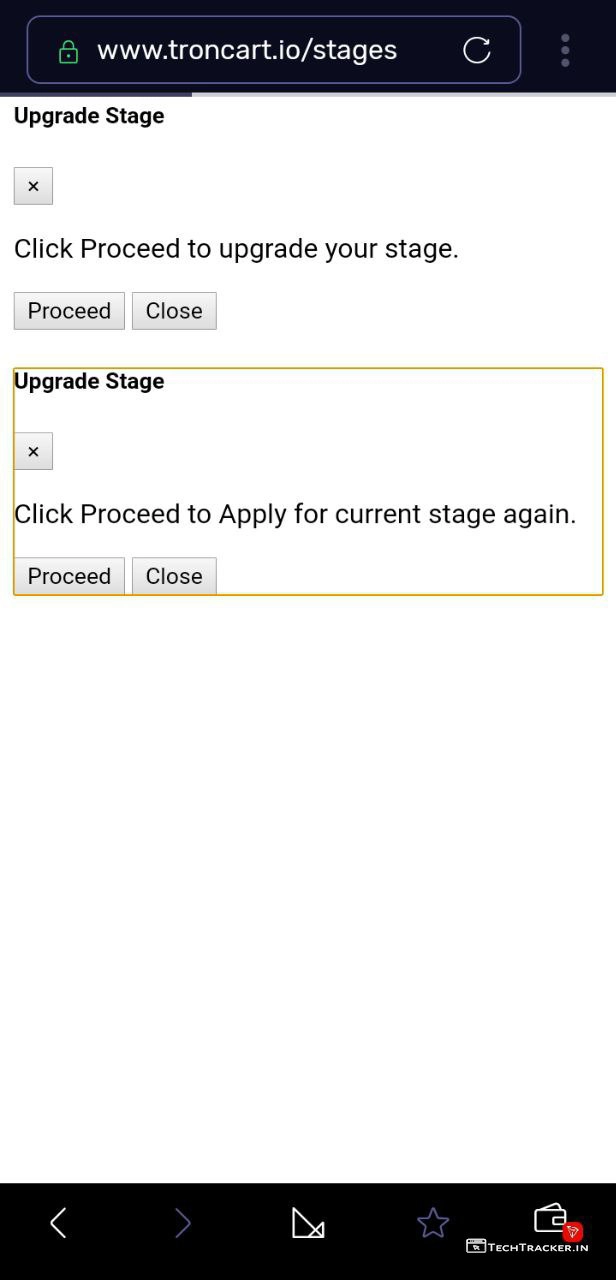 www.troncart.io/stages
Upgrade Stage
×
Click Proceed to upgrade your stage.
Proceed Close
Upgrade Stage
×
Click Proceed to Apply for current stage again.
Proceed Close
TECHTRACKER.IN